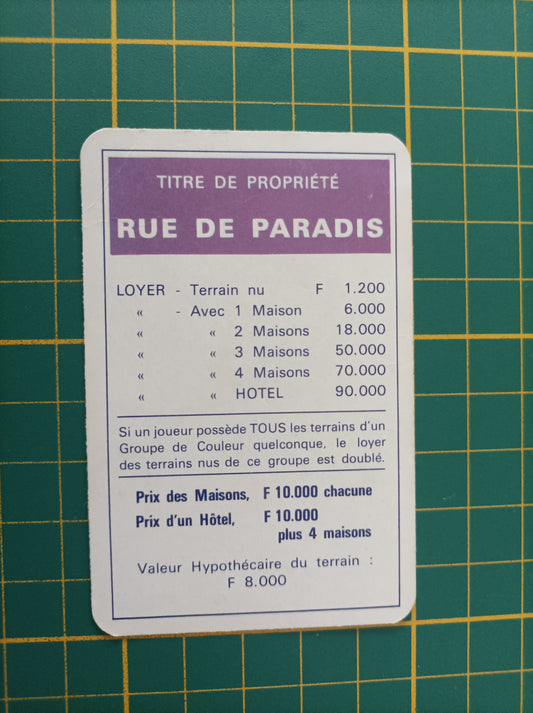 TITRE DE PROPRIÉTÉ
RUE DE PARADIS
LOYER - Terrain nu F 1.200
« - Avec 1 Maison 6.000
« « 2 Maisons 18.000
« « 3 Maisons 50.000
« « 4 Maisons 70.000
« « HOTEL 90.000
Si un joueur possède TOUS les terrains d'un
Groupe de Couleur quelconque, le loyer
des terrains nus de ce groupe est doublé.
Prix des Maisons, F 10.000 chacune
Prix d'un Hôtel, F 10.000
plus 4 maisons
Valeur Hypothécaire du terrain :
F 8.000